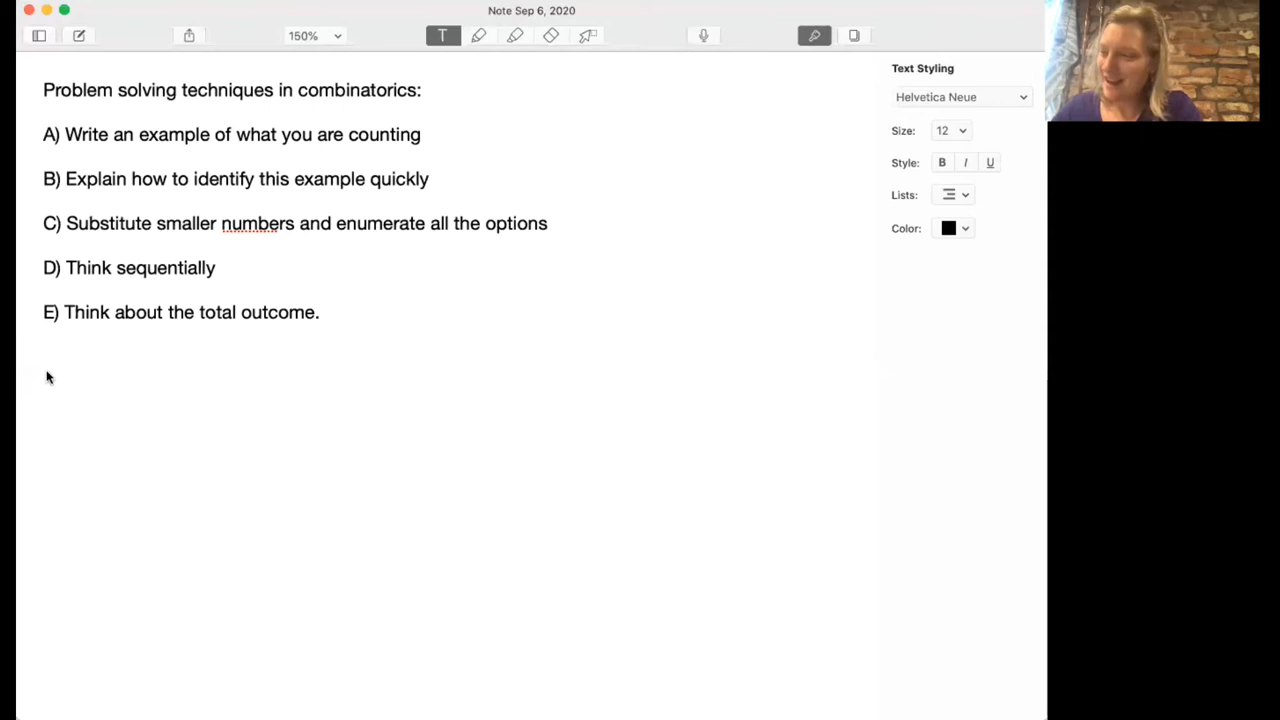 Note Sep 6, 2020
150%
T
Problem solving techniques in combinatorics:
A) Write an example of what you are counting
B) Explain how to identify this example quickly
C) Substitute smaller numbers and enumerate all the options
D) Think sequentially
E) Think about the total outcome.
Text Styling
Helvetica Neue
Size: 12
Style: B I U
Lists:
Color: